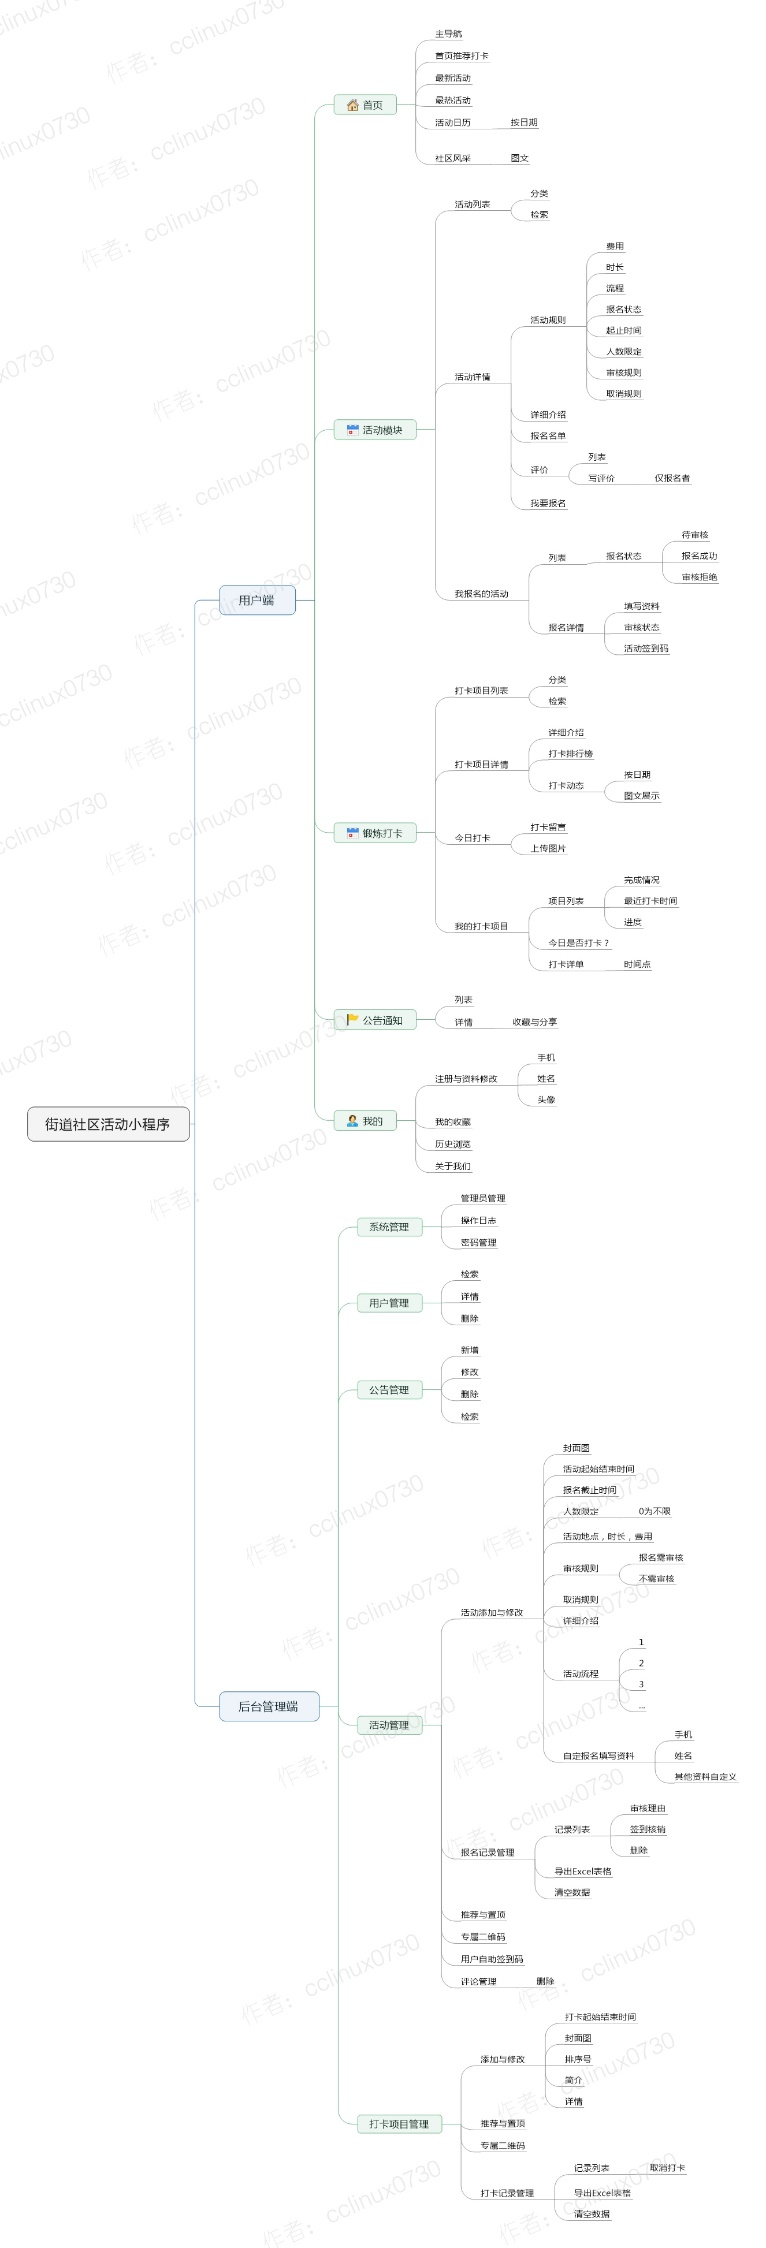 街道社区活动小程序
用户端
首页
主导航
首页推荐打卡
最新活动
最热活动
活动日历
按日期
社区风采
图文
活动模块
活动列表
分类
检索
活动详情
活动规则
费用
时长
流程
报名状态
起止时间
人数限定
审核规则
取消规则
详细介绍
报名名单
评价
列表
写评价
仅报名者
我要报名
我报名的活动
列表
报名状态
待审核
报名成功
审核拒绝
报名详情
填写资料
审核状态
活动签到码
锻炼打卡
打卡项目列表
分类
检索
打卡项目详情
详细介绍
打卡排行榜
打卡动态
按日期
图文展示
今日打卡
打卡留言
上传图片
我的打卡项目
项目列表
完成情况
最近打卡时间
进度
今日是否打卡？
打卡详单
时间点
公告通知
列表
详情
收藏与分享
我的
注册与资料修改
手机
姓名
头像
我的收藏
历史浏览
关于我们
后台管理端
系统管理
管理员管理
操作日志
密码管理
用户管理
检索
详情
删除
公告管理
新增
修改
删除
检索
活动管理
活动添加与修改
封面图
活动起始结束时间
报名截止时间
人数限定
0为不限
活动地点，时长，费用
审核规则
报名需审核
不需审核
取消规则
详细介绍
活动流程
1
2
3
...
自定报名填写资料
手机
姓名
其他资料自定义
报名记录管理
记录列表
审核理由
签到核销
删除
导出Excel表格
清空数据
推荐与置顶
专属二维码
用户自助签到码
评论管理
删除
打卡项目管理
添加与修改
打卡起始结束时间
封面图
排序号
简介
详情
推荐与置顶
专属二维码
打卡记录管理
记录列表
取消打卡
导出Excel表格
清空数据
作者：cclinux0730